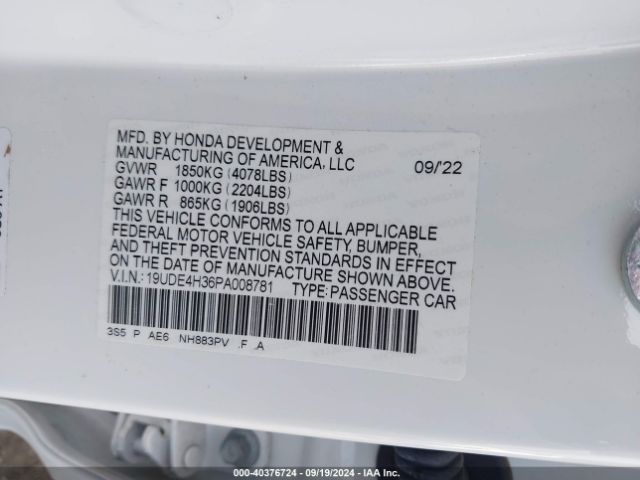 MFD. BY HONDA DEVELOPMENT &
MANUFACTURING OF AMERICA, LLC 09/'22
GVWR 1850KG (4078LBS)
GAWR F 1000KG (2204LBS)
GAWR R 865KG (1906LBS)
THIS VEHICLE CONFORMS TO ALL APPLICABLE
FEDERAL MOTOR VEHICLE SAFETY, BUMPER,
AND THEFT PREVENTION STANDARDS IN EFFECT
ON THE DATE OF MANUFACTURE SHOWN ABOVE.
V.I.N.:19UDE4H36PA008781 TYPE:PASSENGER CAR
3S5 P AE6 NH883PV .F .A
000-40376724 - 09/19/2024 - IAA Inc.